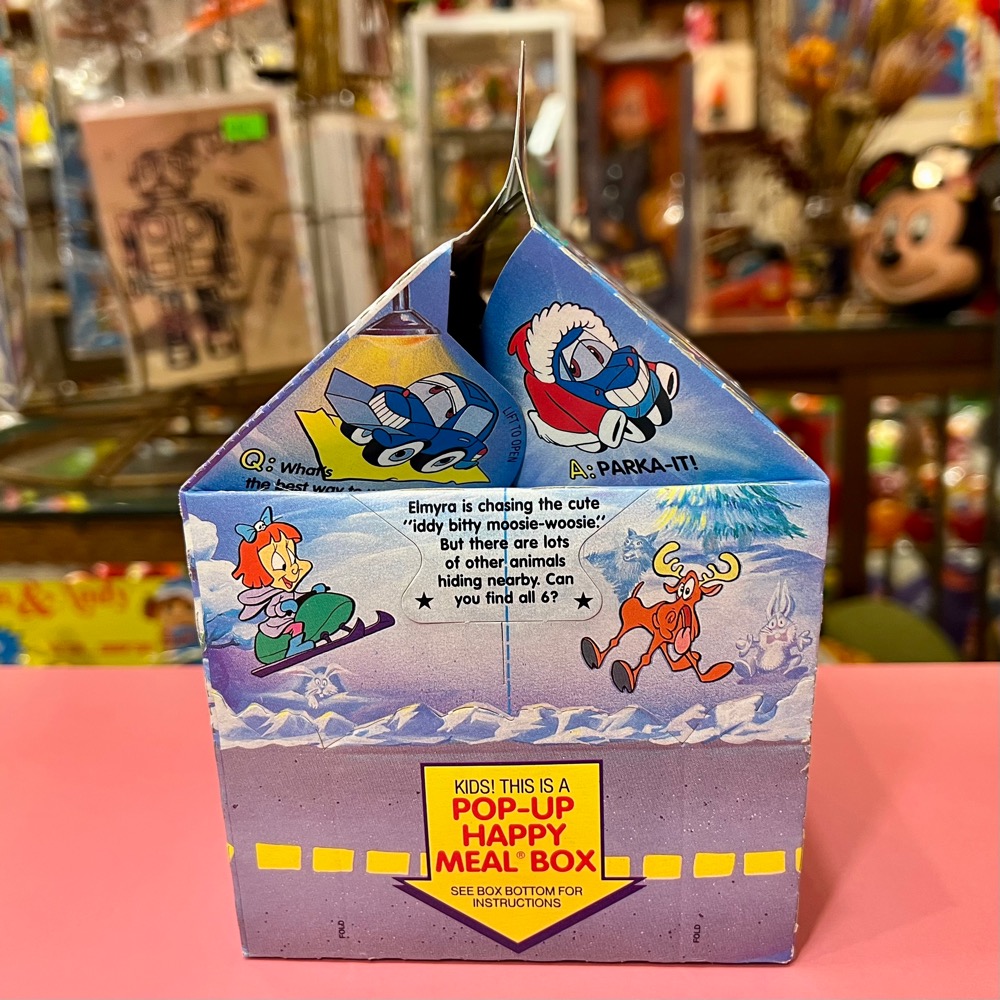 LIFT TO OPEN
Q: What's
the best way to
A: PARKA-IT!
Elmyra is chasing the cute
"iddy bitty moosie-woosie."
But there are lots
of other animals
hiding nearby. Can
you find all 6?
KIDS! THIS IS A
POP-UP
HAPPY
MEAL® BOX
SEE BOX BOTTOM FOR
INSTRUCTIONS
FOLD
FOLD